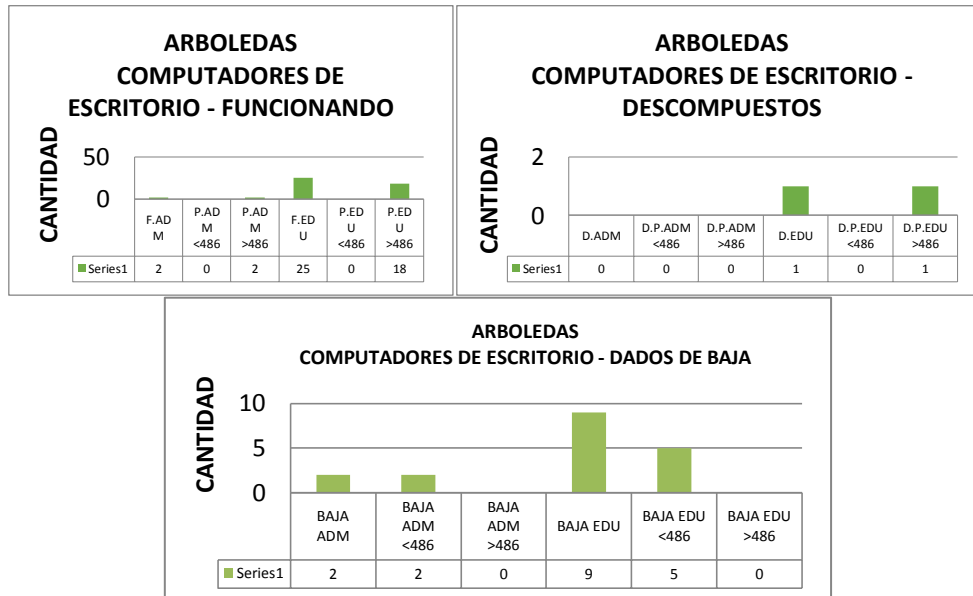 ARBOLEDAS
COMPUTADORES DE
ESCRITORIO - FUNCIONANDO
CANTIDAD
50
0
F.AD
M
P.AD
M
<486
P.AD
M
>486
F.ED
U
P.ED
U
<486
P.ED
U
>486
Series1 2 0 2 25 0 18
ARBOLEDAS
COMPUTADORES DE ESCRITORIO -
DESCOMPUESTOS
CANTIDAD
2
0
D.ADM
D.P.ADM
<486
D.P.ADM
>486
D.EDU
D.P.EDU
<486
D.P.EDU
>486
Series1 0 0 0 1 0 1
ARBOLEDAS
COMPUTADORES DE ESCRITORIO - DADOS DE BAJA
CANTIDAD
10
5
0
BAJA
ADM
BAJA
ADM
<486
BAJA
ADM
>486
BAJA EDU
BAJA EDU
<486
BAJA EDU
>486
Series1 2 2 0 9 5 0